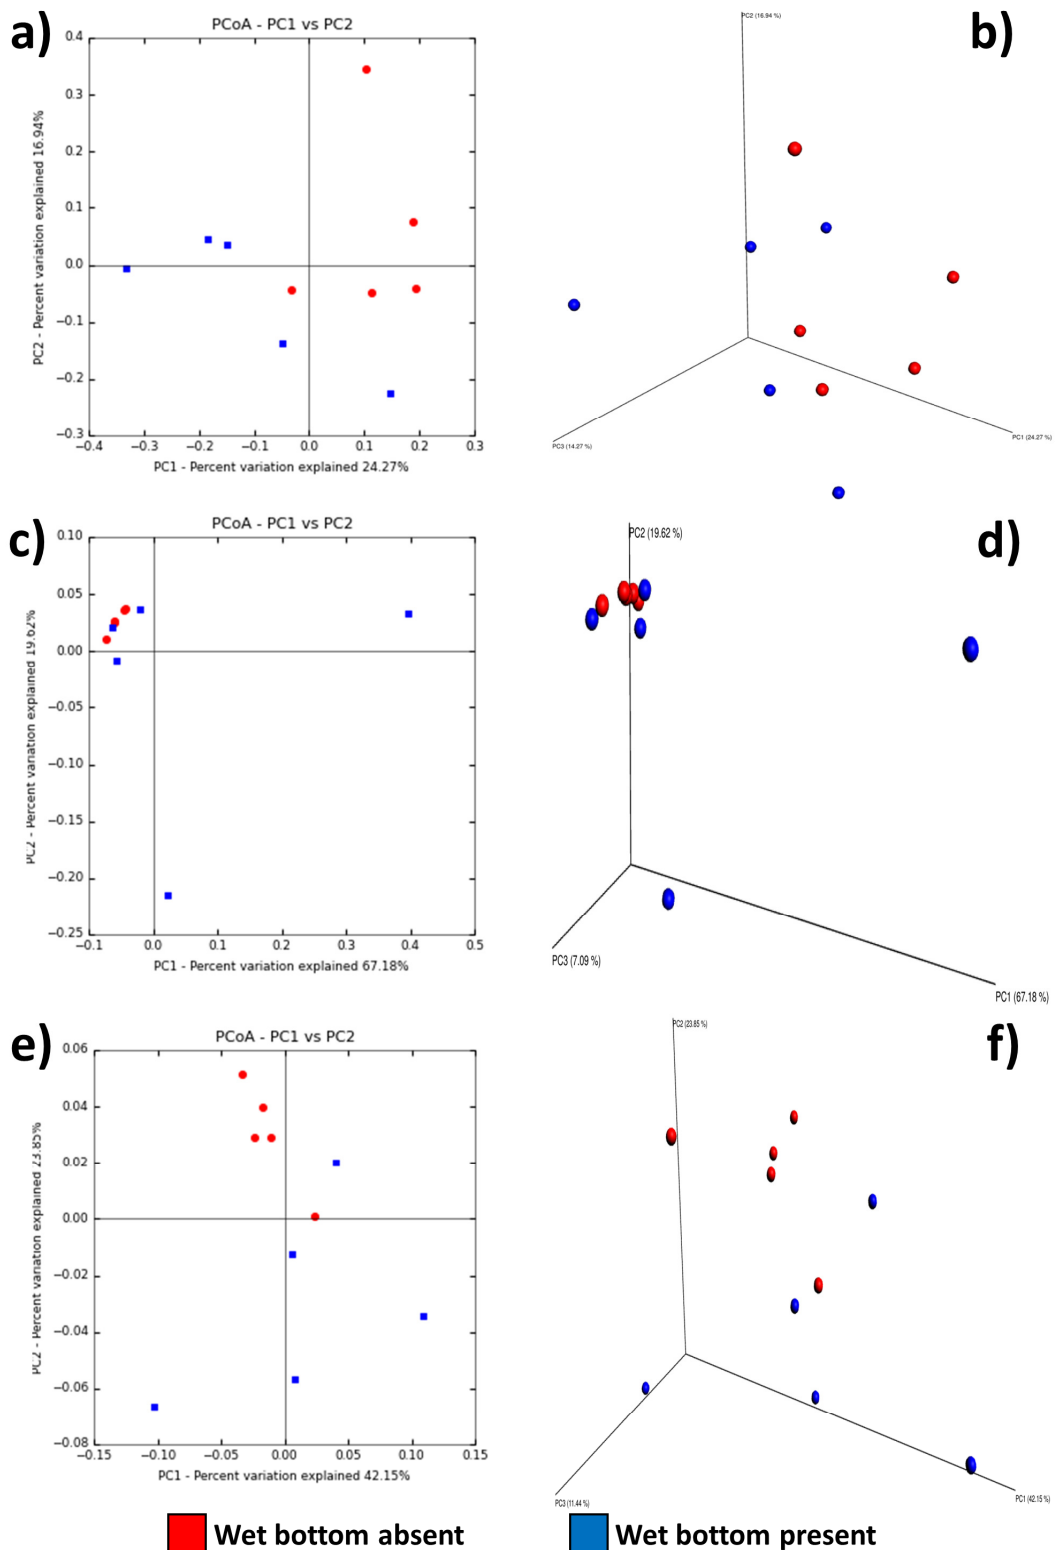 a)
PCoA - PC1 vs PC2
0.4
0.3
0.2
0.1
0.0
−0.1
−0.2
−0.3
−0.4 −0.3 −0.2 −0.1 0.0 0.1 0.2 0.3
PC2 - Percent variation explained 16.94%
PC1 - Percent variation explained 24.27%
b)
PC2 (16.94 %)
PC3 (14.27 %)
PC1 (24.27 %)
c)
PCoA - PC1 vs PC2
0.10
0.05
0.00
−0.05
−0.10
−0.15
−0.20
−0.25
−0.1 0.0 0.1 0.2 0.3 0.4 0.5
PC2 - Percent variation explained 19.62%
PC1 - Percent variation explained 67.18%
d)
PC2 (19.62 %)
PC3 (7.09 %)
PC1 (67.18 %)
e)
PCoA - PC1 vs PC2
0.06
0.04
0.02
0.00
−0.02
−0.04
−0.06
−0.08
−0.15 −0.10 −0.05 0.00 0.05 0.10 0.15
PC2 - Percent variation explained 23.85%
PC1 - Percent variation explained 42.15%
f)
PC2 (23.85 %)
PC3 (11.44 %)
PC1 (42.15 %)
Wet bottom absent
Wet bottom present